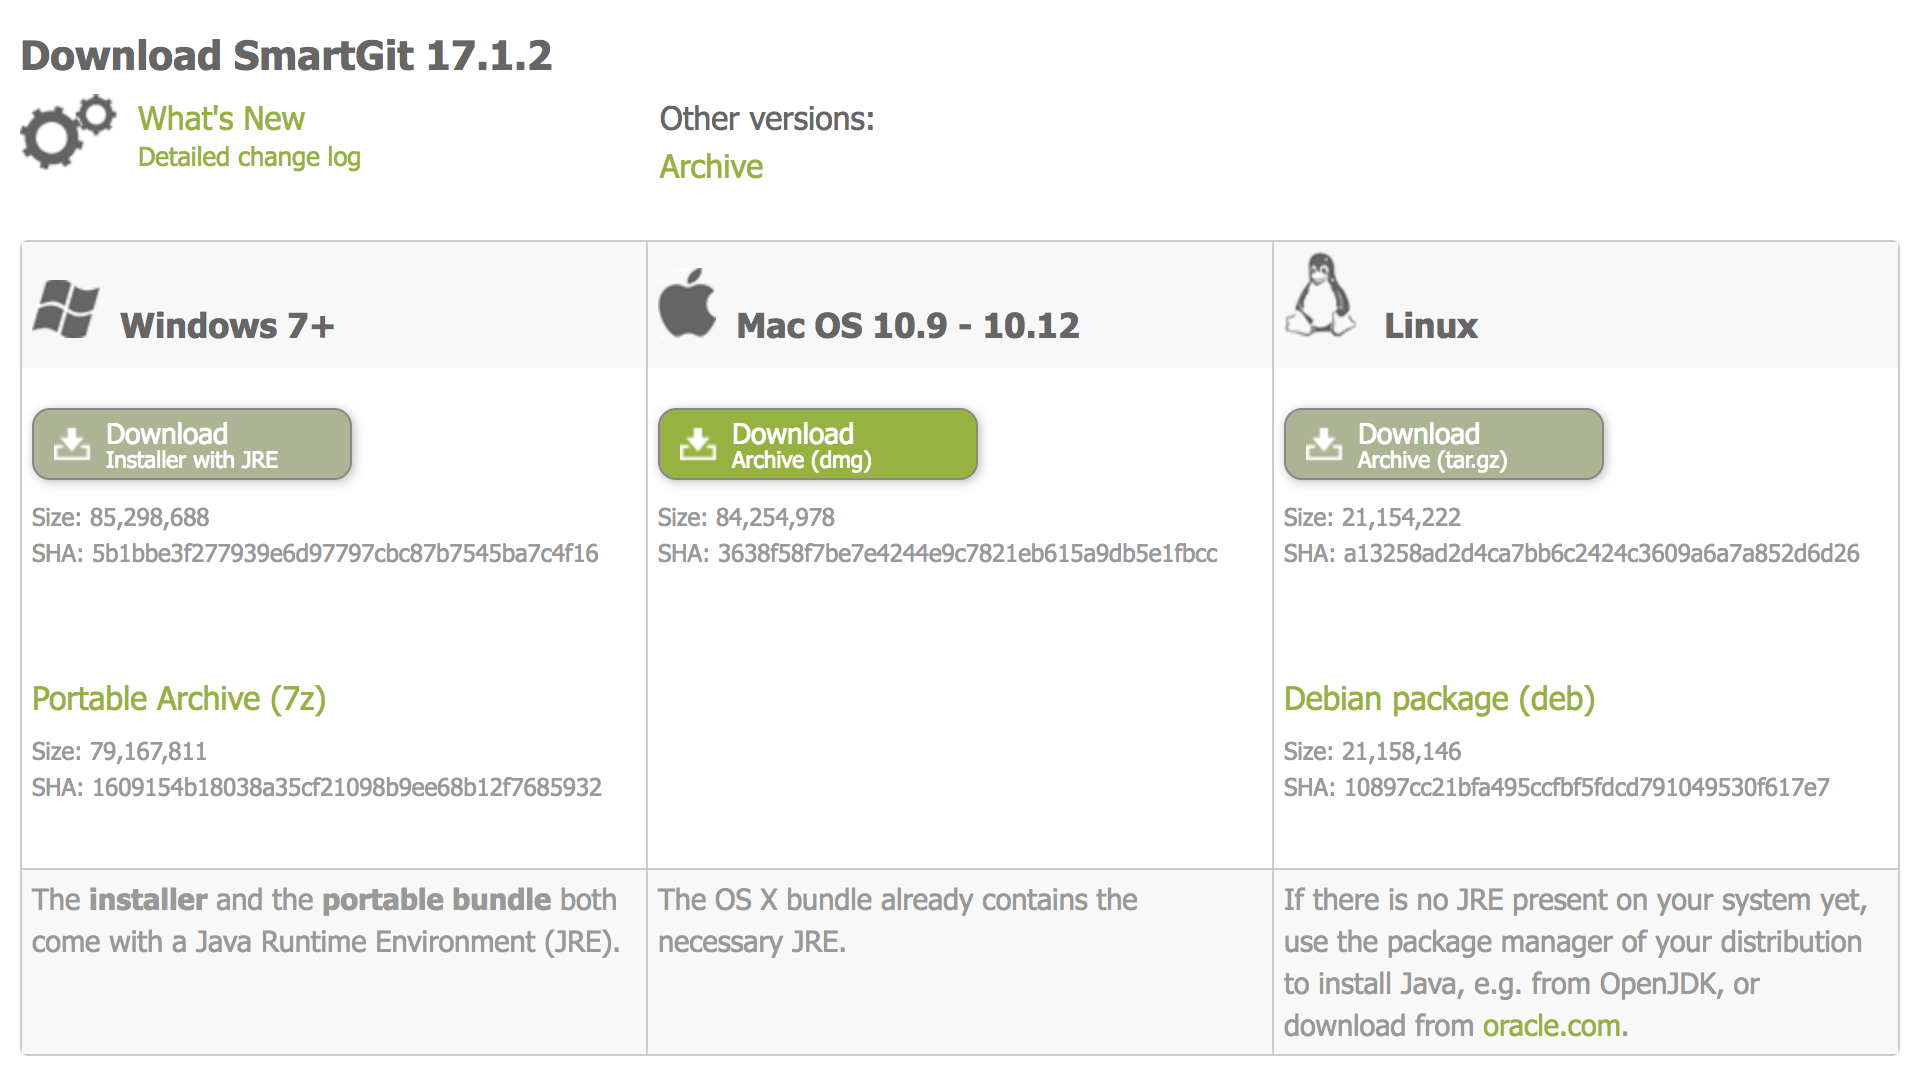 Download SmartGit 17.1.2
What's New
Detailed change log
Other versions:
Archive
Windows 7+
Download
Installer with JRE
Size: 85,298,688
SHA: 5b1bbe3f277939e6d97797cbc87b7545ba7c4f16
Portable Archive (7z)
Size: 79,167,811
SHA: 1609154b18038a35cf21098b9ee68b12f7685932
The installer and the portable bundle both
come with a Java Runtime Environment (JRE).
Mac OS 10.9 - 10.12
Download
Archive (dmg)
Size: 84,254,978
SHA: 3638f58f7be7e4244e9c7821eb615a9db5e1fbcc
The OS X bundle already contains the
necessary JRE.
Linux
Download
Archive (tar.gz)
Size: 21,154,222
SHA: a13258ad2d4ca7bb6c2424c3609a6a7a852d6d26
Debian package (deb)
Size: 21,158,146
SHA: 10897cc21bfa495ccfbf5fdcd791049530f617e7
If there is no JRE present on your system yet,
use the package manager of your distribution
to install Java, e.g. from OpenJDK, or
download from oracle.com.